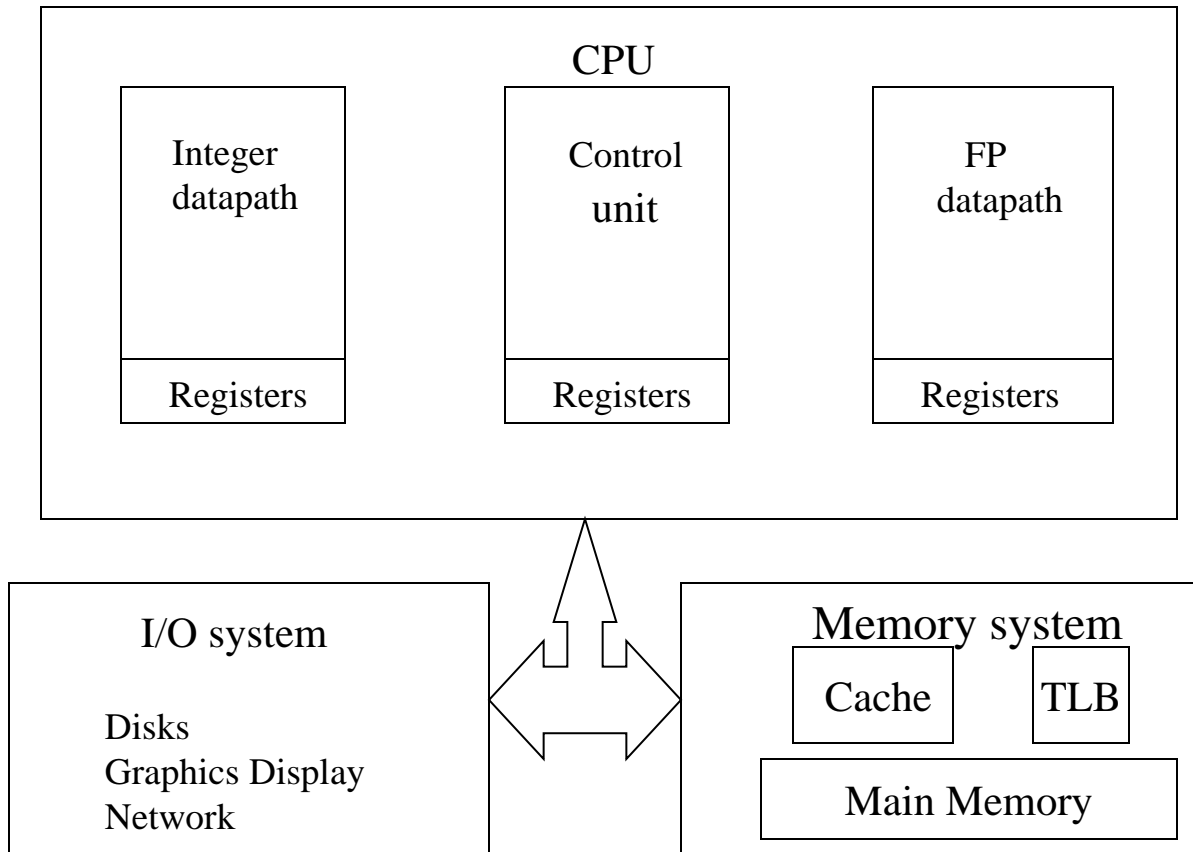 CPU
Integer
datapath
Registers
Control
unit
Registers
FP
datapath
Registers
I/O system
Disks
Graphics Display
Network
Memory system
Cache
TLB
Main Memory